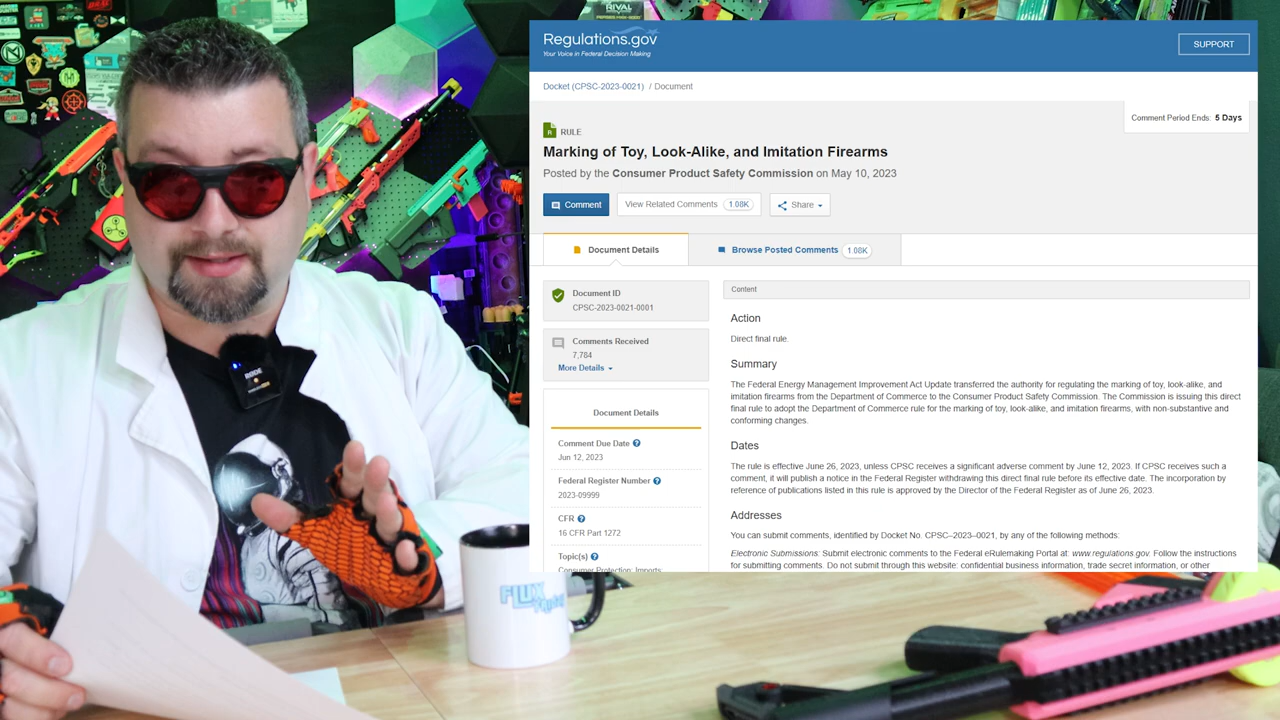 RIVAL
Regulations.gov
Your Voice in Federal Decision Making
SUPPORT
Docket (CPSC-2023-0021) / Document
Comment Period Ends: 5 Days
R RULE
Marking of Toy, Look-Alike, and Imitation Firearms
Posted by the Consumer Product Safety Commission on May 10, 2023
Comment
View Related Comments 1.08K
Share
Document Details
Browse Posted Comments 1.08K
Document ID
CPSC-2023-0021-0001
Comments Received
7,784
More Details
Document Details
Comment Due Date ?
Jun 12, 2023
Federal Register Number ?
2023-09999
CFR ?
16 CFR Part 1272
Topic(s) ?
Consumer Protection; Imports
Content
Action
Direct final rule.
Summary
The Federal Energy Management Improvement Act Update transferred the authority for regulating the marking of toy, look-alike, and
imitation firearms from the Department of Commerce to the Consumer Product Safety Commission. The Commission is issuing this direct
final rule to adopt the Department of Commerce rule for the marking of toy, look-alike, and imitation firearms, with non-substantive and
conforming changes.
Dates
The rule is effective June 26, 2023, unless CPSC receives a significant adverse comment by June 12, 2023. If CPSC receives such a
comment, it will publish a notice in the Federal Register withdrawing this direct final rule before its effective date. The incorporation by
reference of publications listed in this rule is approved by the Director of the Federal Register as of June 26, 2023.
Addresses
You can submit comments, identified by Docket No. CPSC–2023–0021, by any of the following methods:
Electronic Submissions: Submit electronic comments to the Federal eRulemaking Portal at: www.regulations.gov. Follow the instructions
for submitting comments. Do not submit through this website: confidential business information, trade secret information, or other
RODE
FLUX